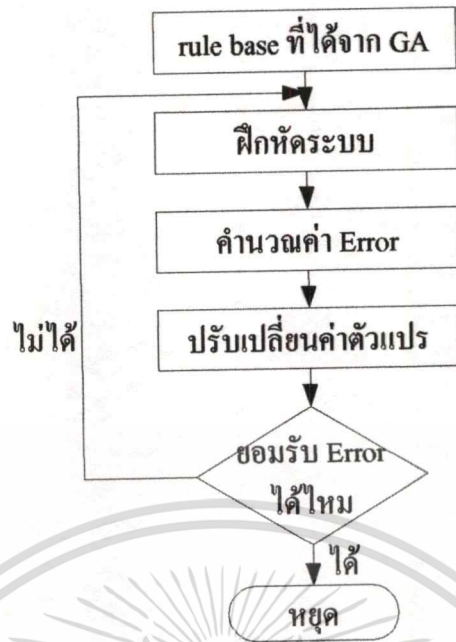 rule base ที่ได้จาก GA
ฝึกหัดระบบ
คำนวณค่า Error
ปรับเปลี่ยนค่าตัวแปร
ไม่ได้
ยอมรับ Error
ได้ไหม
ได้
หยุด